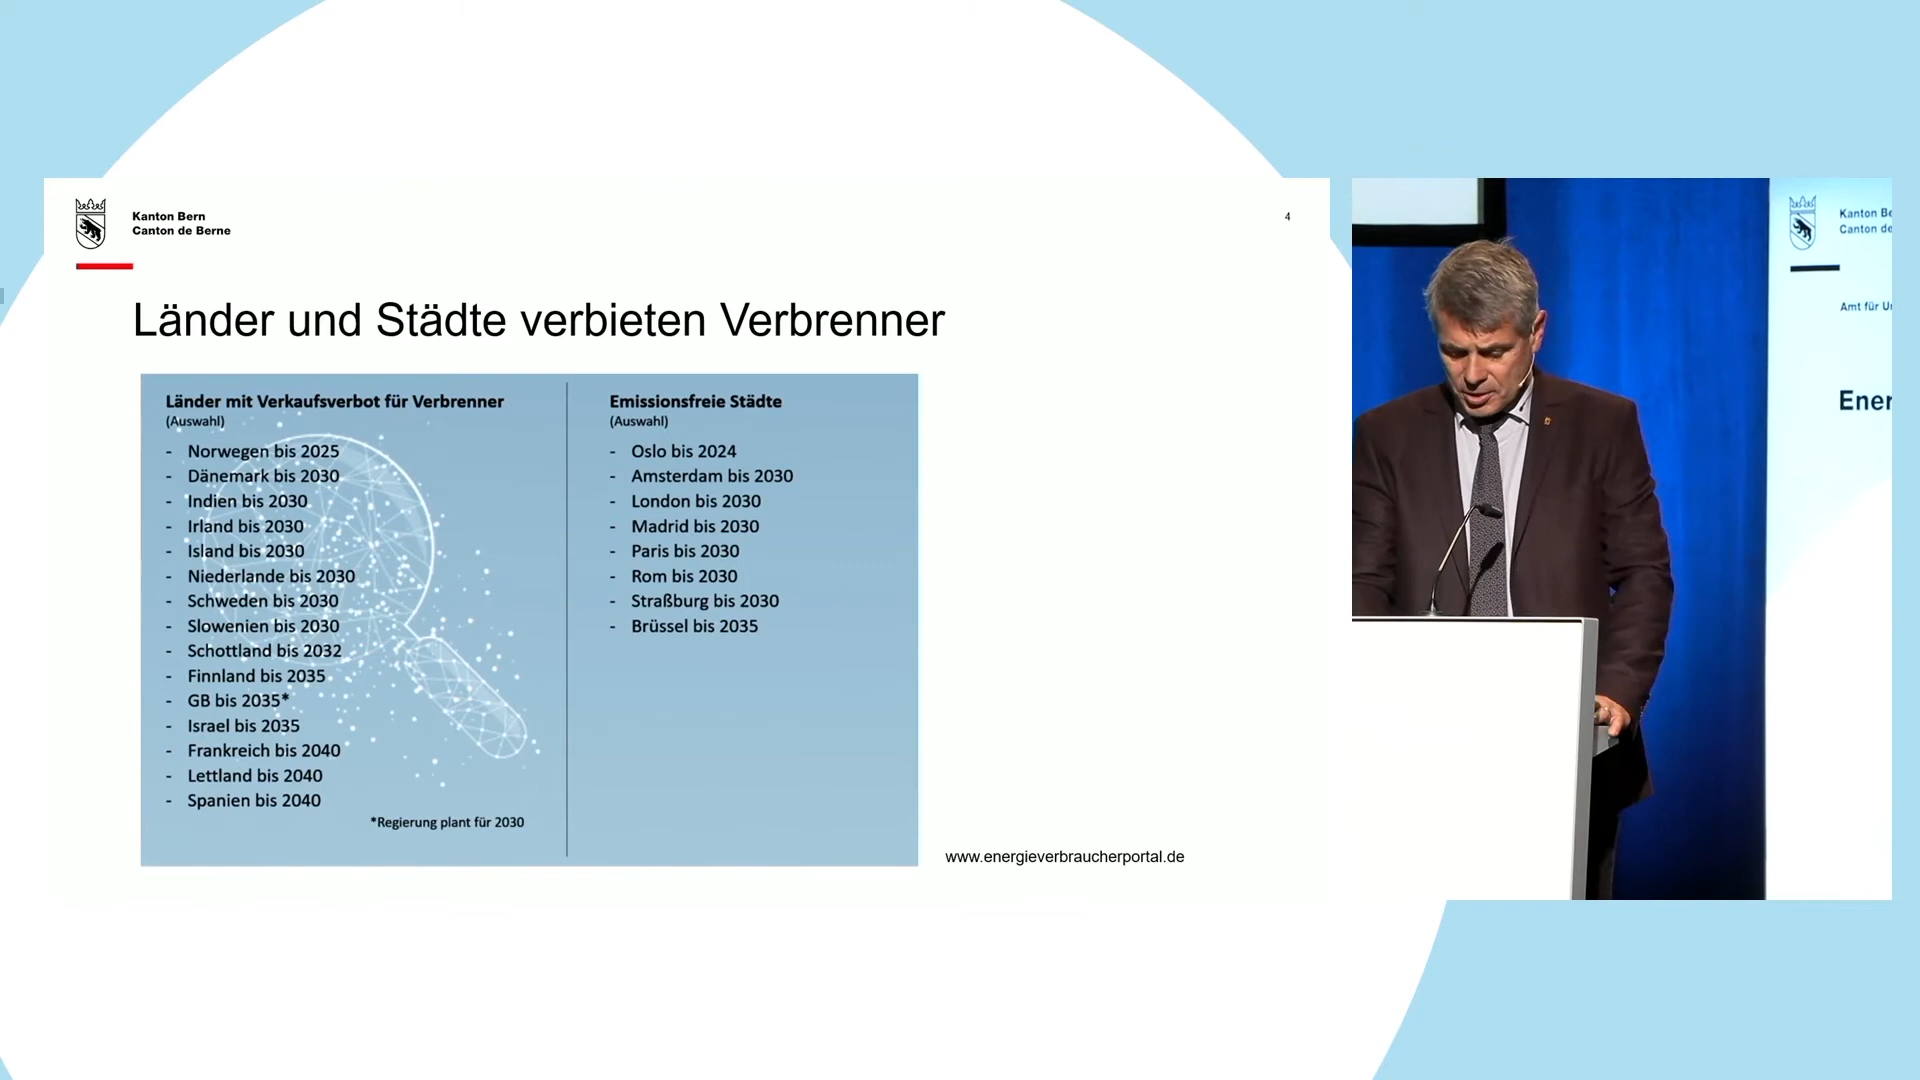 Kanton Bern
Canton de Berne
4
Länder und Städte verbieten Verbrenner
Länder mit Verkaufsverbot für Verbrenner
(Auswahl)
- Norwegen bis 2025
- Dänemark bis 2030
- Indien bis 2030
- Irland bis 2030
- Island bis 2030
- Niederlande bis 2030
- Schweden bis 2030
- Slowenien bis 2030
- Schottland bis 2032
- Finnland bis 2035
- GB bis 2035*
- Israel bis 2035
- Frankreich bis 2040
- Lettland bis 2040
- Spanien bis 2040
*Regierung plant für 2030
Emissionsfreie Städte
(Auswahl)
- Oslo bis 2024
- Amsterdam bis 2030
- London bis 2030
- Madrid bis 2030
- Paris bis 2030
- Rom bis 2030
- Straßburg bis 2030
- Brüssel bis 2035
www.energieverbraucherportal.de
Kanton Be
Canton de
Amt für U
Ener